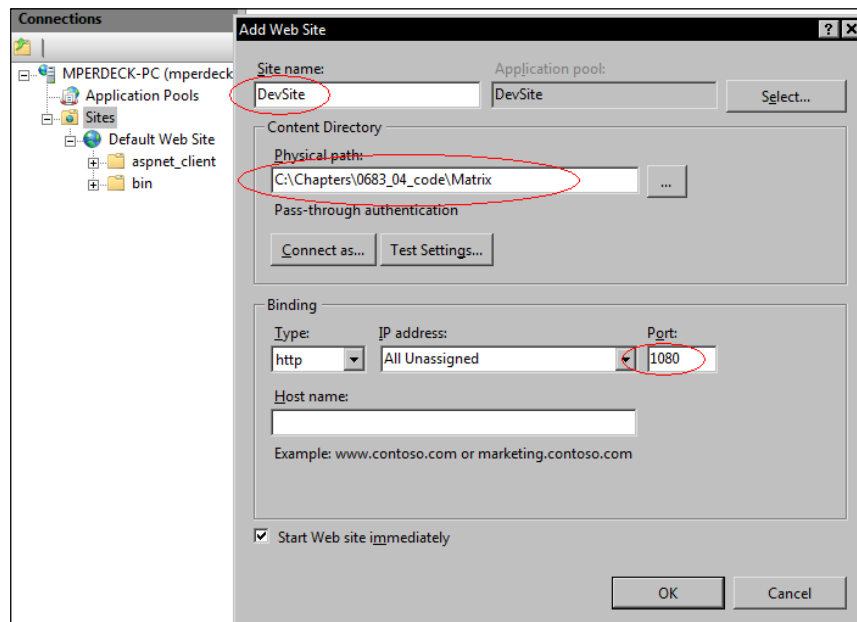 Connections
MPERDECK-PC (mperdeck
Application Pools
Sites
Default Web Site
aspnet_client
bin
Add Web Site
Site name:
Application pool:
DevSite
DevSite
Select...
Content Directory
Physical path:
C:\Chapters\0683_04_code\Matrix
...
Pass-through authentication
Connect as...
Test Settings...
Binding
Type:
IP address:
Port:
http
All Unassigned
1080
Host name:
Example: www.contoso.com or marketing.contoso.com
Start Web site immediately
OK
Cancel